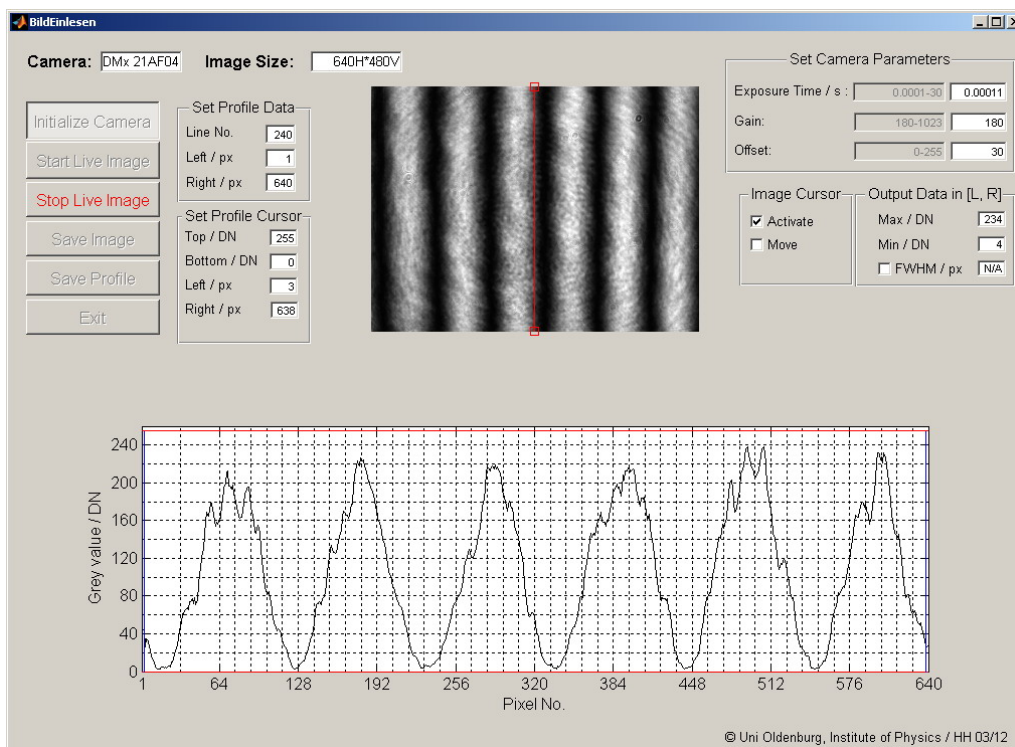 BildEinlesen
Camera: DMx 21AF04 Image Size: 640H*480V
Initialize Camera
Start Live Image
Stop Live Image
Save Image
Save Profile
Exit
Set Profile Data
Line No. 240
Left / px 1
Right / px 640
Set Profile Cursor
Top / DN 255
Bottom / DN 0
Left / px 3
Right / px 638
Set Camera Parameters
Exposure Time / s : 0.0001-30 0.00011
Gain: 180-1023 180
Offset: 0-255 30
Image Cursor
Activate
Move
Output Data in [L, R]
Max / DN 234
Min / DN 4
FWHM / px N/A
Grey value / DN
240
200
160
120
80
40
0
1 64 128 192 256 320 384 448 512 576 640
Pixel No.
© Uni Oldenburg, Institute of Physics / HH 03/12